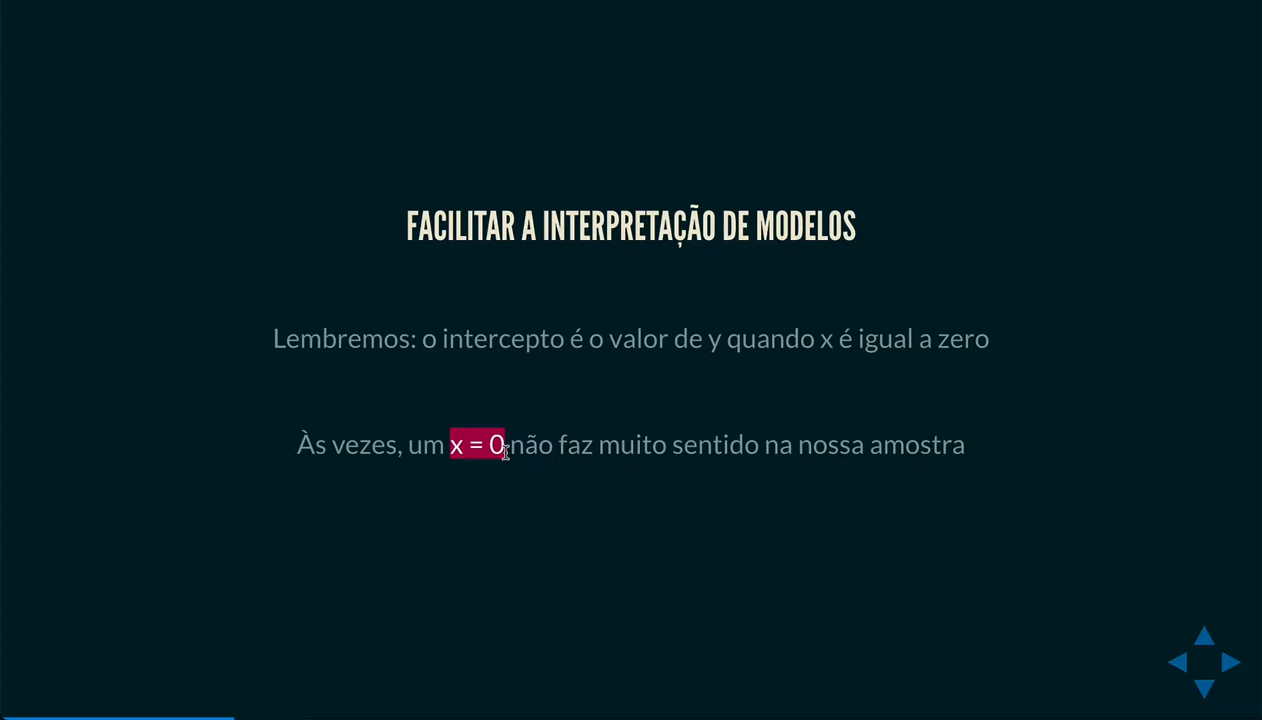 FACILITAR A INTERPRETAÇÃO DE MODELOS
Lembremos: o intercepto é o valor de y quando x é igual a zero
Às vezes, um x = 0 não faz muito sentido na nossa amostra